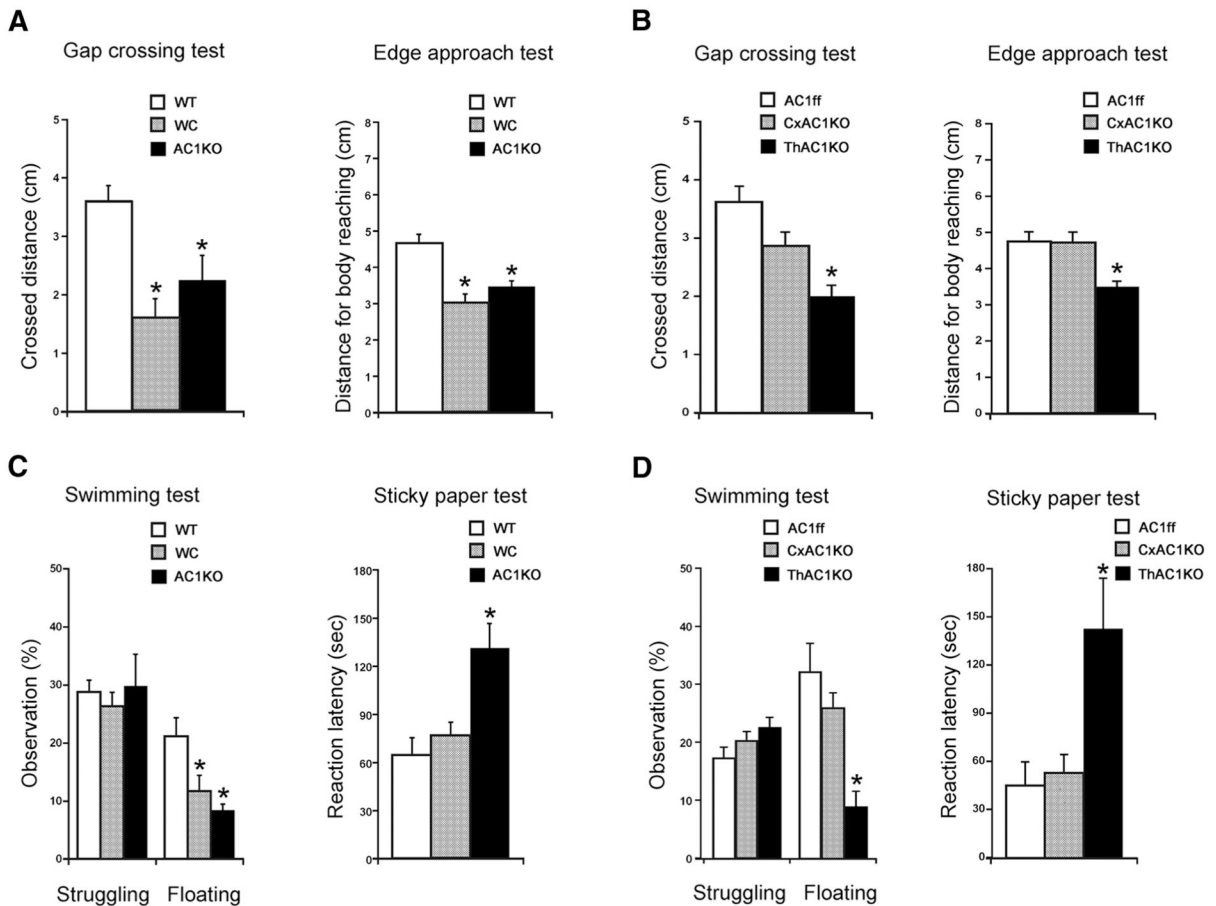 A
Gap crossing test
WT
WC
AC1KO
Crossed distance (cm)
5
4
3
2
1
0
Edge approach test
WT
WC
AC1KO
Distance for body reaching (cm)
8
7
6
5
4
3
2
1
0
B
Gap crossing test
AC1ff
CxAC1KO
ThAC1KO
Crossed distance (cm)
5
4
3
2
1
0
Edge approach test
AC1ff
CxAC1KO
ThAC1KO
Distance for body reaching (cm)
8
7
6
5
4
3
2
1
0
* *
* *
*
*
C
Swimming test
WT
WC
AC1KO
Observation (%)
50
40
30
20
10
0
* *
Struggling Floating
Sticky paper test
WT
WC
AC1KO
Reaction latency (sec)
180
150
120
90
60
30
0
*
D
Swimming test
AC1ff
CxAC1KO
ThAC1KO
Observation (%)
50
40
30
20
10
0
*
Struggling Floating
Sticky paper test
AC1ff
CxAC1KO
ThAC1KO
Reaction latency (sec)
180
150
120
90
60
30
0
*